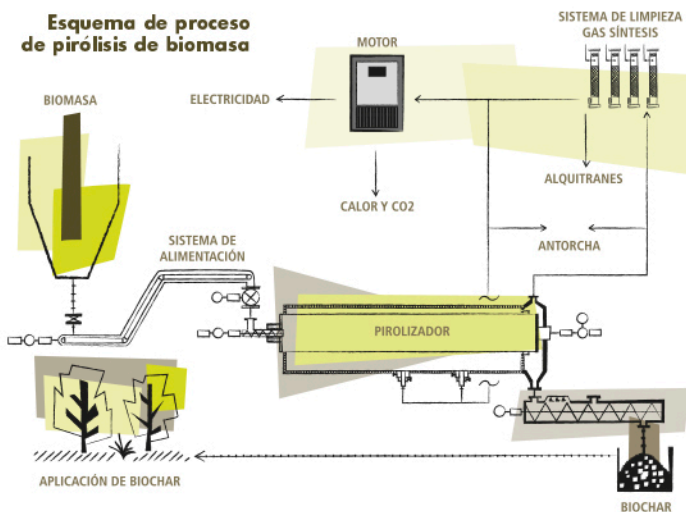 Esquema de proceso
de pirólisis de biomasa
SISTEMA DE LIMPIEZA
GAS SÍNTESIS
MOTOR
BIOMASA
ELECTRICIDAD
ALQUITRANES
CALOR Y CO2
SISTEMA DE
ALIMENTACIÓN
ANTORCHA
PIROLIZADOR
APLICACIÓN DE BIOCHAR
BIOCHAR